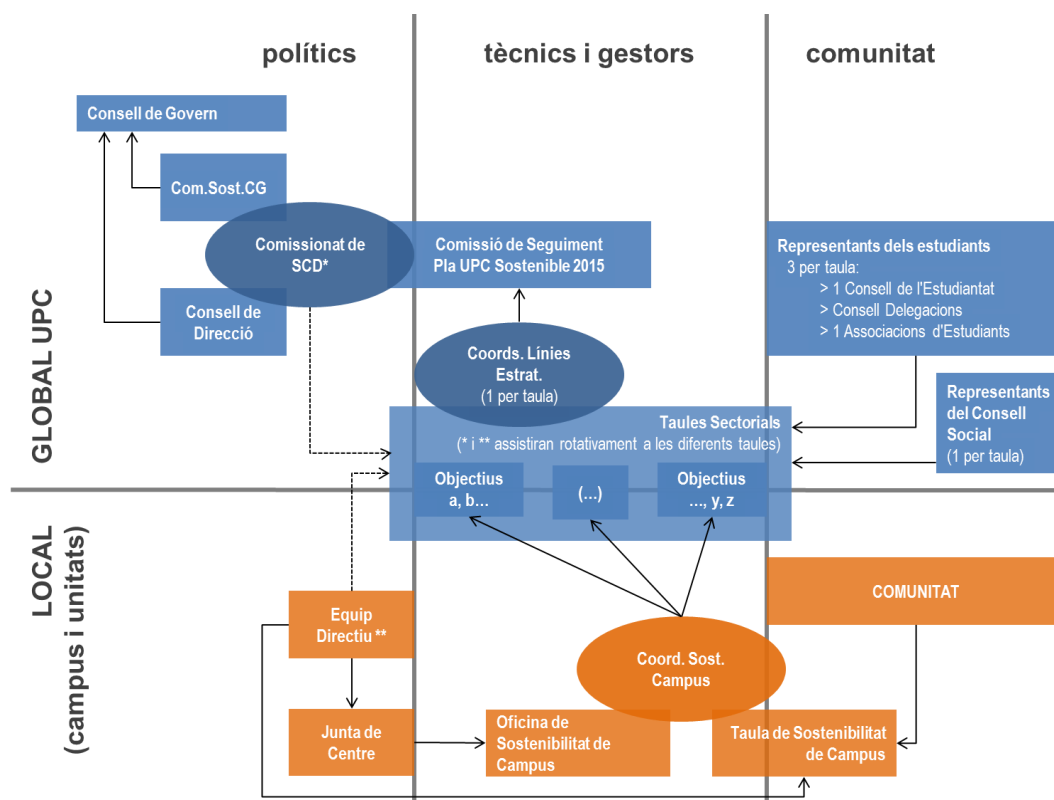 polítics
tècnics i gestors
comunitat
GLOBAL UPC
Consell de Govern
Com.Sost.CG
Comissionat de
SCD*
Consell de
Direcció
Comissió de Seguiment
Pla UPC Sostenible 2015
Coords. Línies
Estrat.
(1 per taula)
Representants dels estudiants
3 per taula:
> 1 Consell de l'Estudiantat
> Consell Delegacions
> 1 Associacions d'Estudiants
Representants
del Consell
Social
(1 per taula)
Taules Sectorials
(* i ** assistiran rotativament a les diferents taules)
Objectius
a, b...
(...)
Objectius
..., y, z
LOCAL
(campus i unitats)
Equip
Directiu **
Junta de
Centre
Coord. Sost.
Campus
Oficina de
Sostenibilitat de
Campus
COMUNITAT
Taula de Sostenibilitat
de Campus